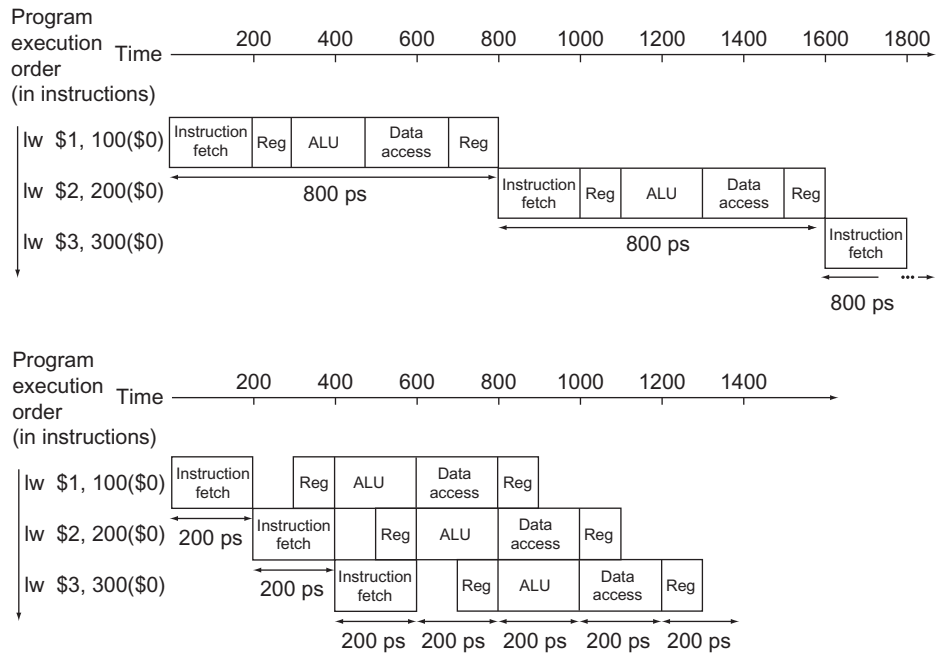 Program
execution
order
(in instructions)
Time
200 400 600 800 1000 1200 1400 1600 1800
lw $1, 100($0)
Instruction
fetch
Reg
ALU
Data
access
Reg
800 ps
lw $2, 200($0)
Instruction
fetch
Reg
ALU
Data
access
Reg
800 ps
lw $3, 300($0)
Instruction
fetch
...
800 ps
Program
execution
order
(in instructions)
Time
200 400 600 800 1000 1200 1400
lw $1, 100($0)
Instruction
fetch
Reg
ALU
Data
access
Reg
200 ps
lw $2, 200($0)
Instruction
fetch
Reg
ALU
Data
access
Reg
200 ps
lw $3, 300($0)
Instruction
fetch
Reg
ALU
Data
access
Reg
200 ps 200 ps 200 ps 200 ps 200 ps